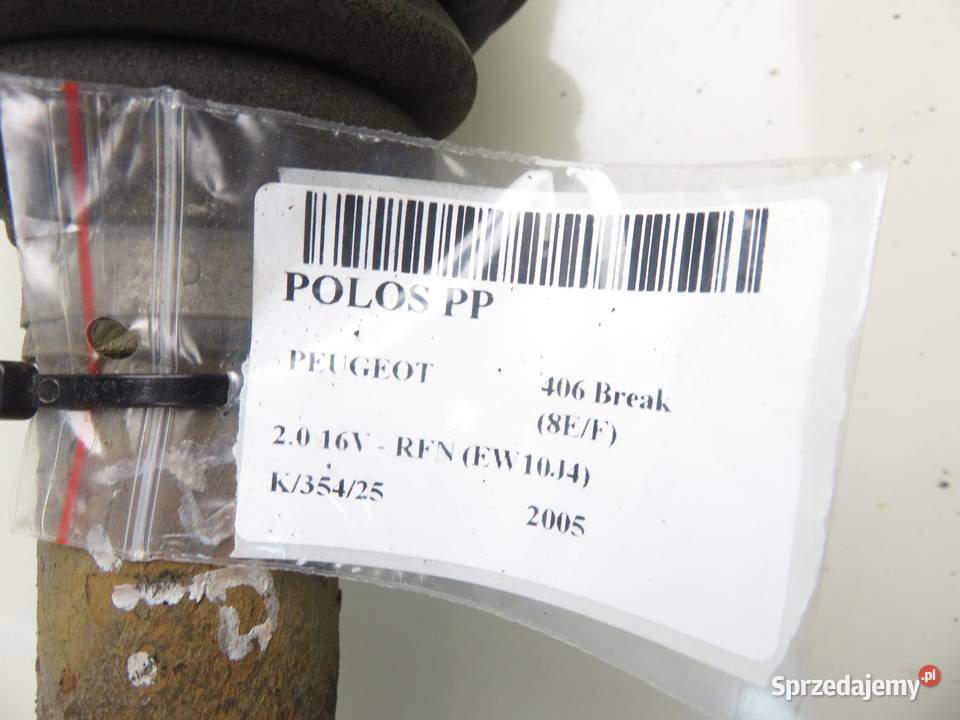 POLOS PP
PEUGEOT
406 Break
(8E/F)
2.0 16V - RFN (EW10J4)
K/354/25
2005
Sprzedajemy.pl